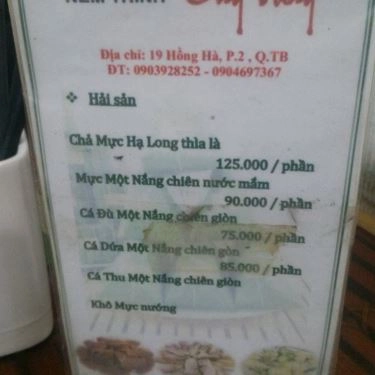 NEM THÍNH
Địa chỉ: 19 Hồng Hà, P.2 , Q.TB
ĐT: 0903928252 - 0904697367
❖ Hải sản
Chả Mực Hạ Long thìa là
125.000 / phần
Mực Một Nắng chiên nước mắm
90.000 / phần
Cá Đù Một Nắng chiên giòn
75.000 / phần
Cá Dứa Một Nắng chiên giòn
85.000 / phần
Cá Thu Một Nắng chiên giòn
Khô Mực nướng